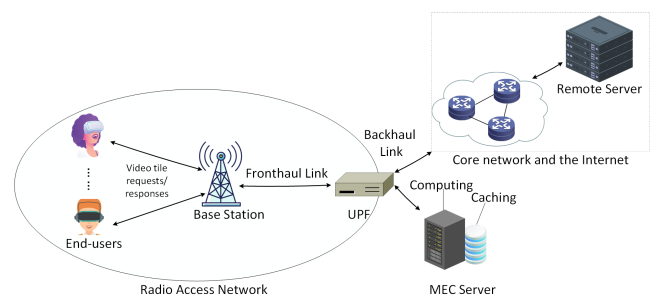 Remote Server
Core network and the Internet
Backhaul
Link
Video tile
requests/
responses
Fronthaul Link
Base Station
UPF
End-users
Computing
Caching
Radio Access Network
MEC Server